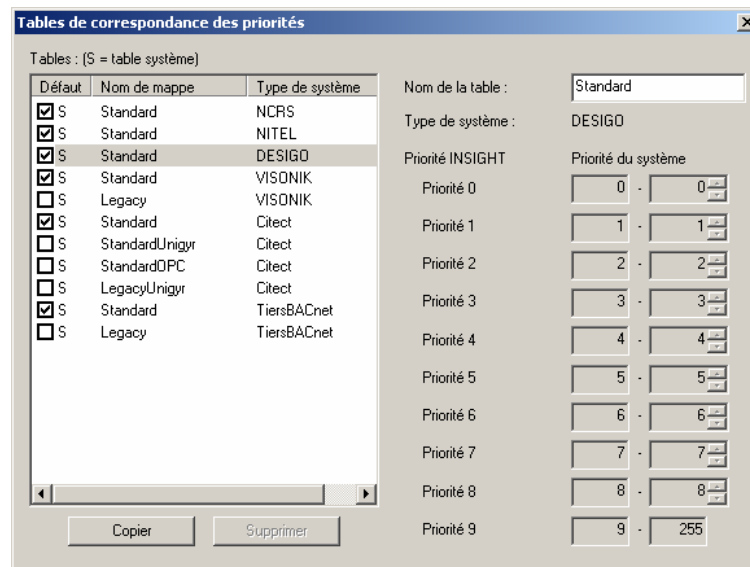 Tables de correspondance des priorités
Tables : (S = table système)
Défaut Nom de mappe Type de système
S Standard NCRS
S Standard NITEL
S Standard DESIGO
S Standard VISONIK
S Legacy VISONIK
S Standard Citect
S StandardUnigyr Citect
S StandardOPC Citect
S LegacyUnigyr Citect
S Standard TiersBACnet
S Legacy TiersBACnet
Copier Supprimer
Nom de la table : Standard
Type de système : DESIGO
Priorité INSIGHT Priorité du système
Priorité 0 0 - 0
Priorité 1 1 - 1
Priorité 2 2 - 2
Priorité 3 3 - 3
Priorité 4 4 - 4
Priorité 5 5 - 5
Priorité 6 6 - 6
Priorité 7 7 - 7
Priorité 8 8 - 8
Priorité 9 9 - 255